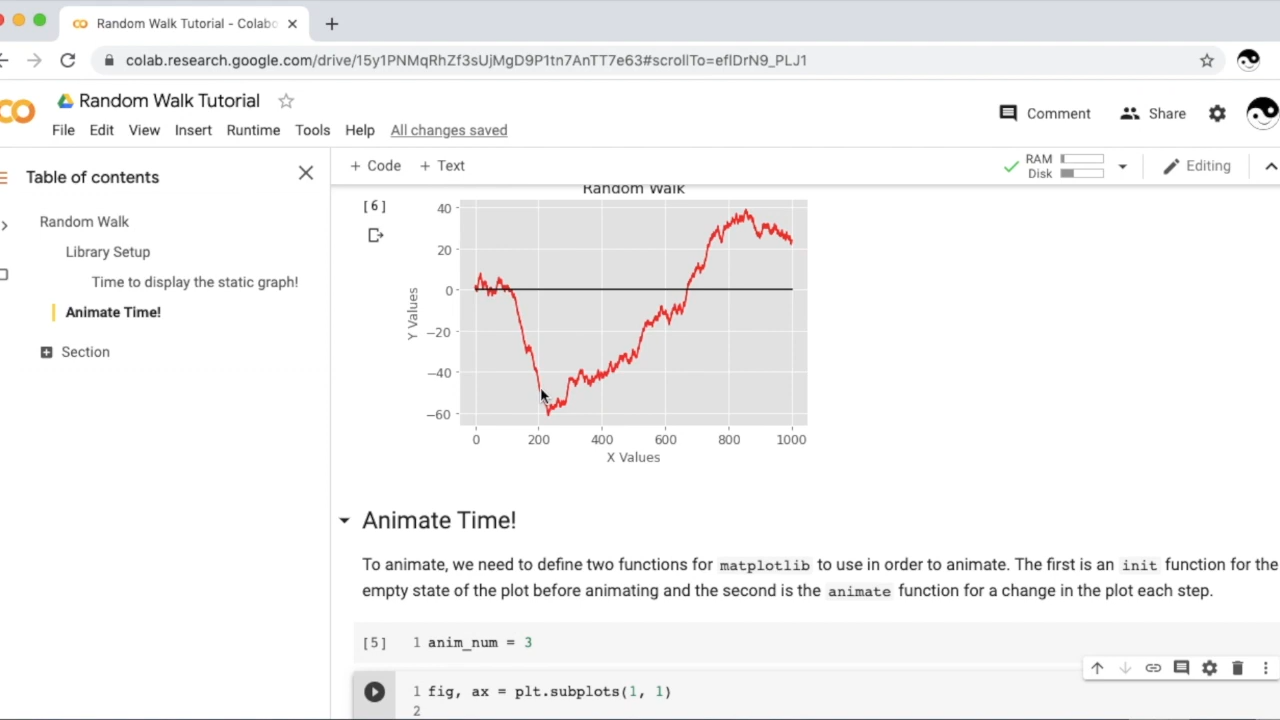 Random Walk Tutorial - Colabo
colab.research.google.com/drive/15y1PNMqRhZf3sUjMgD9P1tn7AnTT7e63#scrollTo=eflDrN9_PLJ1
Random Walk Tutorial
File Edit View Insert Runtime Tools Help All changes saved
Comment Share
Table of contents
Random Walk
Library Setup
Time to display the static graph!
Animate Time!
Section
+ Code + Text
RAM
Disk
Editing
[6]
Random Walk
40
20
0
−20
−40
−60
Y Values
0 200 400 600 800 1000
X Values
Animate Time!
To animate, we need to define two functions for matplotlib to use in order to animate. The first is an init function for the
empty state of the plot before animating and the second is the animate function for a change in the plot each step.
[5] 1 anim_num = 3
1 fig, ax = plt.subplots(1, 1)
2